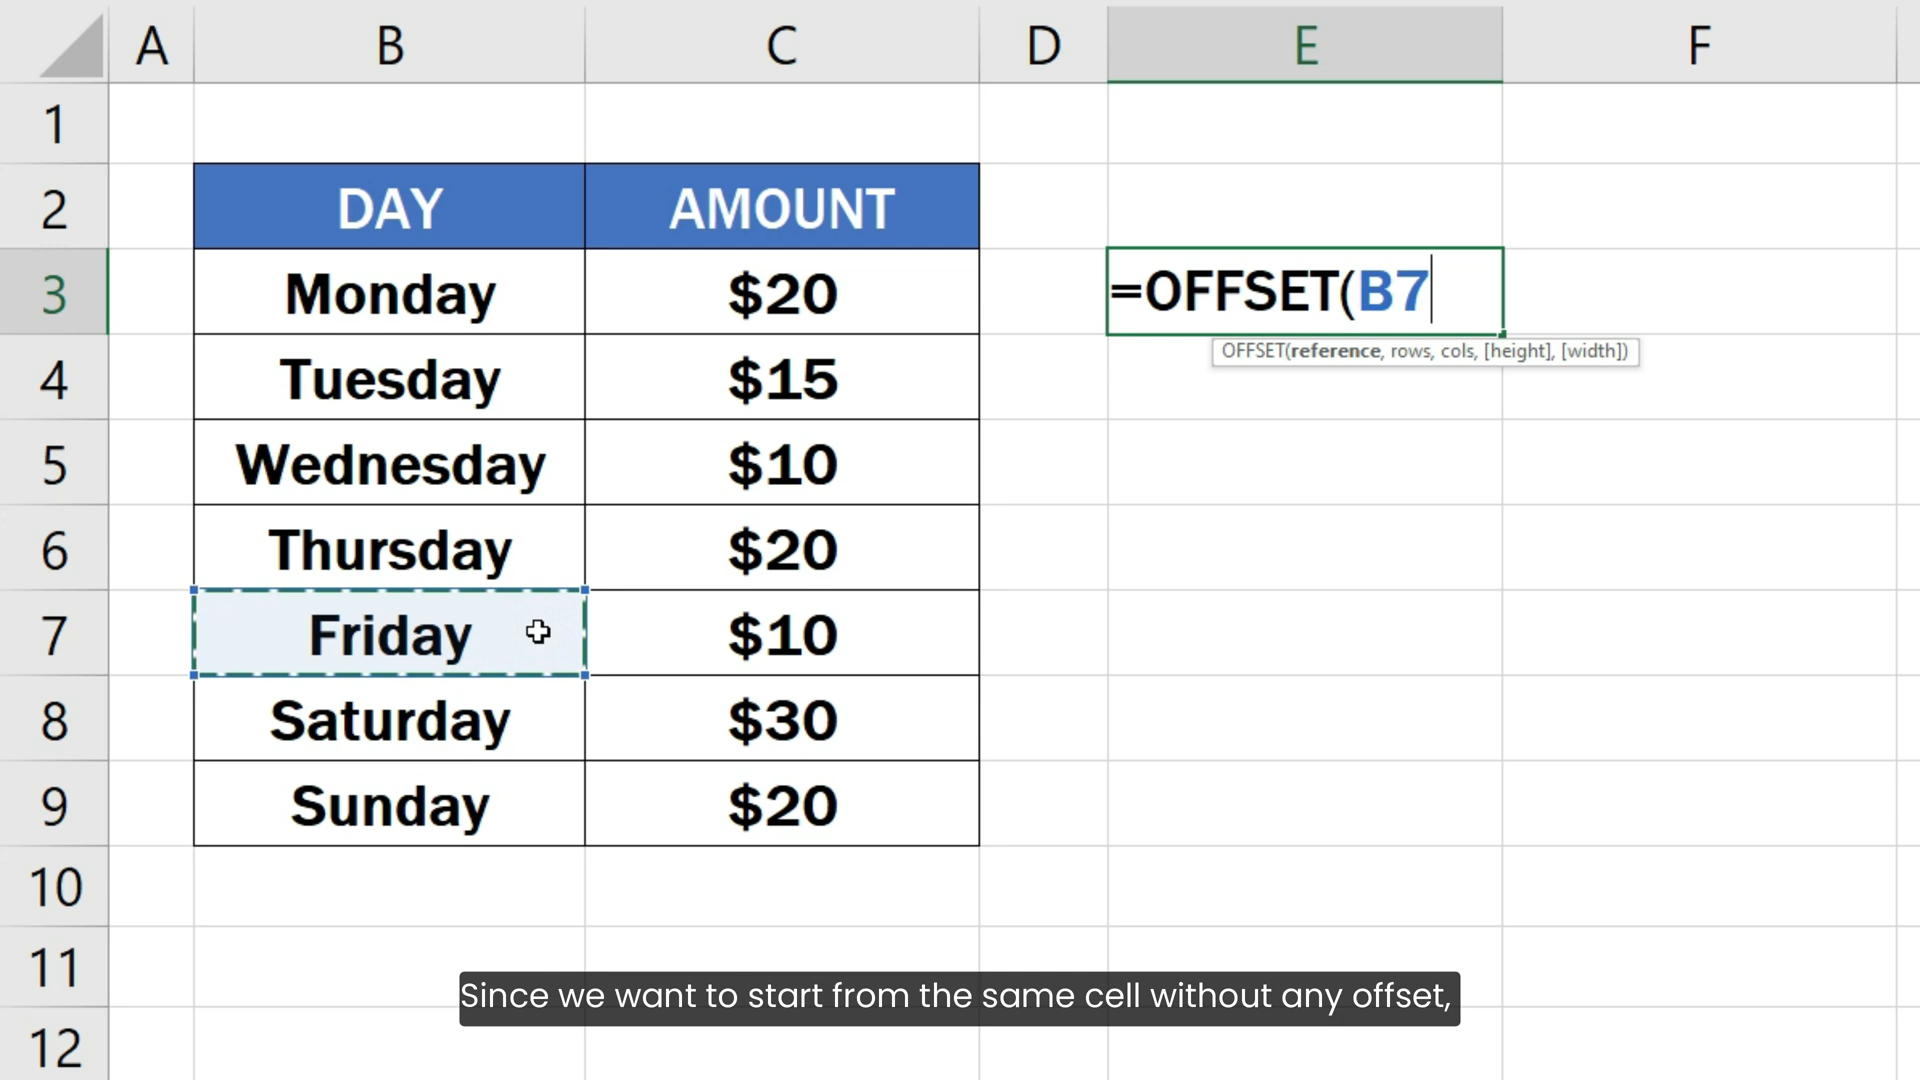 A B C D E F
1
2 DAY AMOUNT
3 Monday $20 =OFFSET(B7
OFFSET(reference, rows, cols, [height], [width])
4 Tuesday $15
5 Wednesday $10
6 Thursday $20
7 Friday $10
8 Saturday $30
9 Sunday $20
10
11
Since we want to start from the same cell without any offset,
12